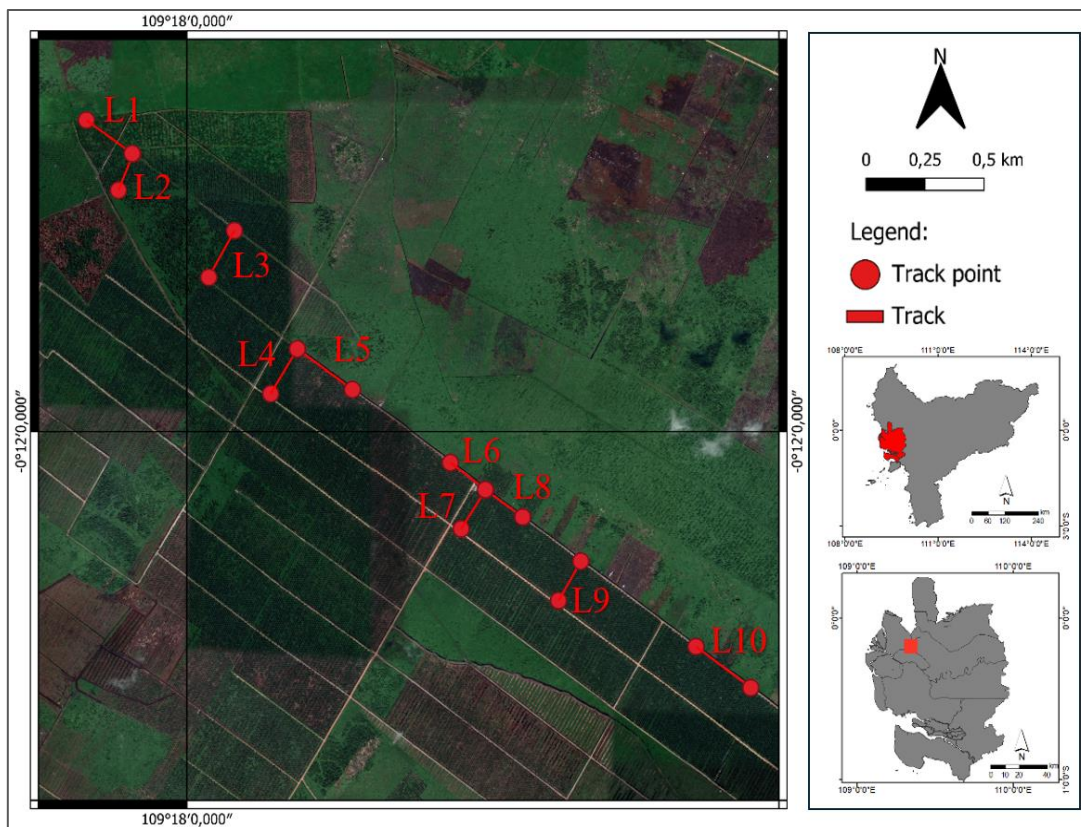 109°18'0,000"
L1
L2
L3
L4
L5
L6
L7
L8
L9
L10
-0°12'0,000"
-0°12'0,000"
109°18'0,000"
N
0 0,25 0,5 km
Legend:
Track point
Track
108°0'0"E 111°0'0"E 114°0'0"E
0°0'0"
0°0'0"
3°0'0"S
N
0 60 120 240 km
108°0'0"E 111°0'0"E 114°0'0"E
109°0'0"E 110°0'0"E
0°0'0"
0°0'0"
1°0'0"S
N
0 10 20 40 km
109°0'0"E 110°0'0"E